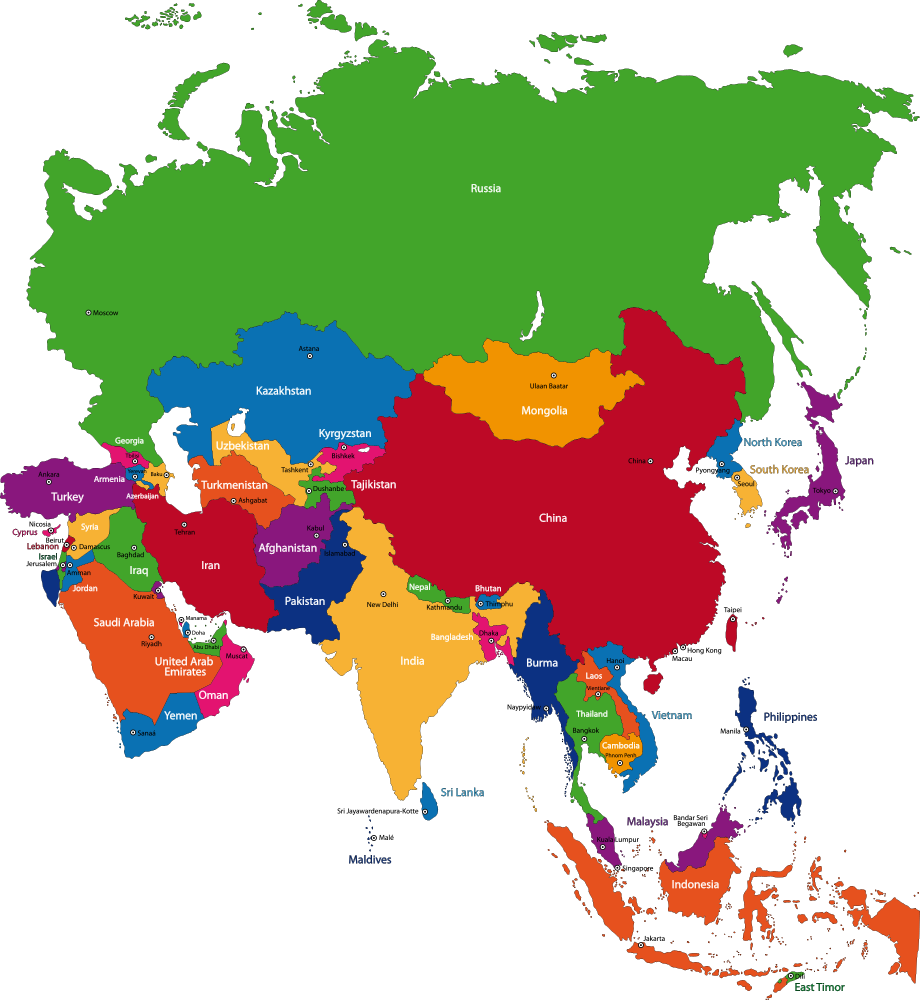 Russia
Moscow
Astana
Kazakhstan
Ulaan Baatar
Mongolia
Georgia
Tbilisi
Uzbekistan
Kyrgyzstan
Bishkek
North Korea
Japan
China
Pyongyang
South Korea
Seoul
Tokyo
Ankara
Turkey
Armenia
Yerevan
Baku
Azerbaijan
Tashkent
Turkmenistan
Ashgabat
Dushanbe
Tajikistan
China
Nicosia
Cyprus
Syria
Tehran
Kabul
Afghanistan
Islamabad
Beirut
Lebanon
Damascus
Israel
Jerusalem
Amman
Jordan
Baghdad
Iraq
Iran
Kuwait
Pakistan
New Delhi
Nepal
Kathmandu
Bhutan
Thimphu
Saudi Arabia
Riyadh
Manama
Doha
Abu Dhabi
Muscat
United Arab
Emirates
Oman
Yemen
Sanaá
India
Bangladesh
Dhaka
Burma
Naypyidaw
Taipei
Hong Kong
Macau
Hanoi
Laos
Vientiane
Thailand
Bangkok
Vietnam
Cambodia
Phnom Penh
Philippines
Manila
Sri Lanka
Sri Jayawardenapura-Kotte
Malé
Maldives
Malaysia
Bandar Seri
Begawan
Kuala Lumpur
Singapore
Indonesia
Jakarta
Dili
East Timor